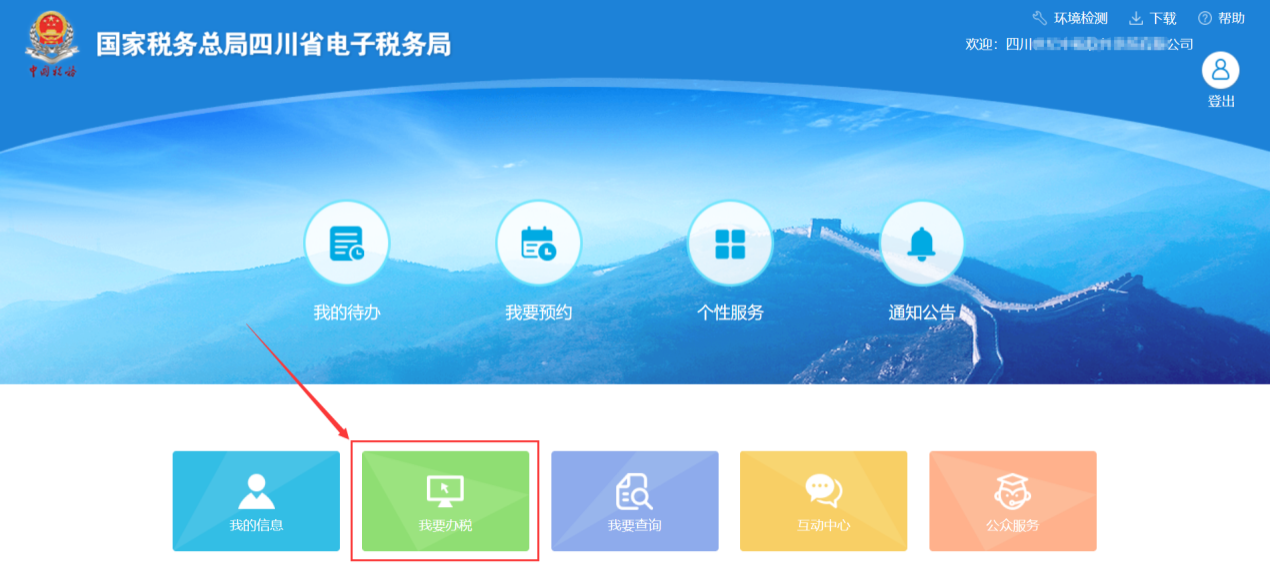 环境检测 下载 帮助
国家税务总局四川省电子税务局
欢迎：四川 公司
中国税务
登出
我的待办 我要预约 个性服务 通知公告
我的信息 我要办税 我要查询 互动中心 公众服务